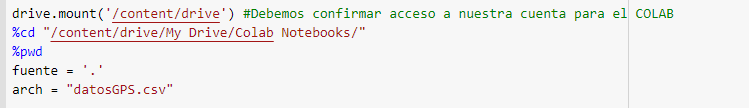 drive.mount('/content/drive') #Debemos confirmar acceso a nuestra cuenta para el COLAB
%cd "/content/drive/My Drive/Colab Notebooks/"
%pwd
fuente = '.'
arch = "datosGPS.csv"